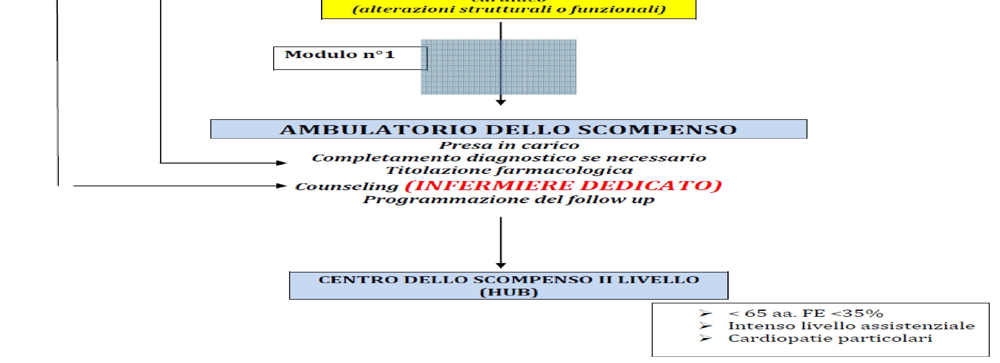 (alterazioni strutturali o funzionali)
Modulo n°1
AMBULATORIO DELLO SCOMPENSO
Presa in carico
Completamento diagnostico se necessario
Titolazione farmacologica
Counseling (INFERMIERE DEDICATO)
Programmazione del follow up
CENTRO DELLO SCOMPENSO II LIVELLO
(HUB)
➢ < 65 aa. FE <35%
➢ Intenso livello assistenziale
➢ Cardiopatie particolari